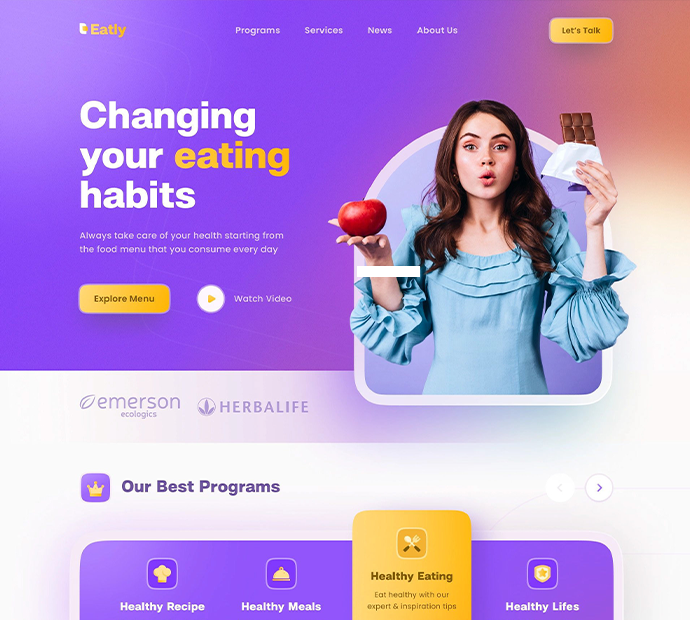 Eatly
Programs
Services
News
About Us
Let's Talk
Changing
your eating
habits
Always take care of your health starting from
the food menu that you consume every day
Explore Menu
Watch Video
emerson
ecologics
HERBALIFE
Our Best Programs
Healthy Recipe
Healthy Meals
Healthy Eating
Eat healthy with our
expert & inspiration tips
Healthy Lifes